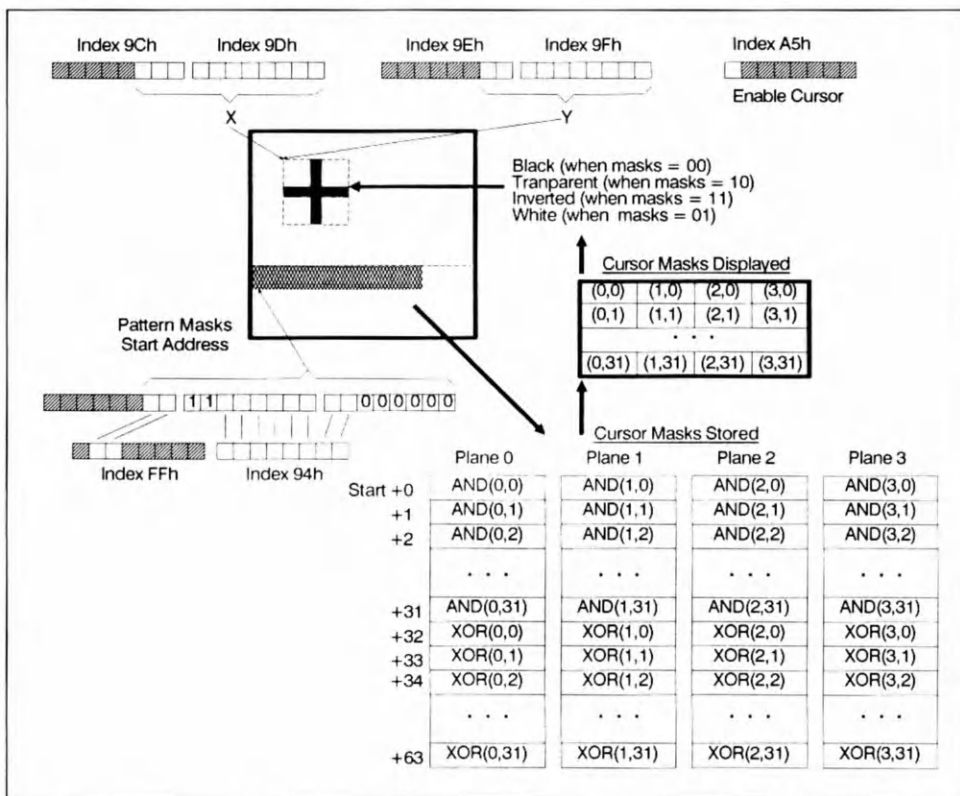 Index 9Ch Index 9Dh Index 9Eh Index 9Fh Index A5h
Enable Cursor
X Y
Black (when masks = 00)
Tranparent (when masks = 10)
Inverted (when masks = 11)
White (when masks = 01)
Cursor Masks Displayed
(0,0) (1,0) (2,0) (3,0)
(0,1) (1,1) (2,1) (3,1)
. . .
(0,31) (1,31) (2,31) (3,31)
Pattern Masks
Start Address
1 1 0 0 0 0 0 0
Index FFh Index 94h
Cursor Masks Stored
Plane 0 Plane 1 Plane 2 Plane 3
Start +0 AND(0,0) AND(1,0) AND(2,0) AND(3,0)
+1 AND(0,1) AND(1,1) AND(2,1) AND(3,1)
+2 AND(0,2) AND(1,2) AND(2,2) AND(3,2)
. . . . . . . . . . . .
+31 AND(0,31) AND(1,31) AND(2,31) AND(3,31)
+32 XOR(0,0) XOR(1,0) XOR(2,0) XOR(3,0)
+33 XOR(0,1) XOR(1,1) XOR(2,1) XOR(3,1)
+34 XOR(0,2) XOR(1,2) XOR(2,2) XOR(3,2)
. . . . . . . . . . . .
+63 XOR(0,31) XOR(1,31) XOR(2,31) XOR(3,31)